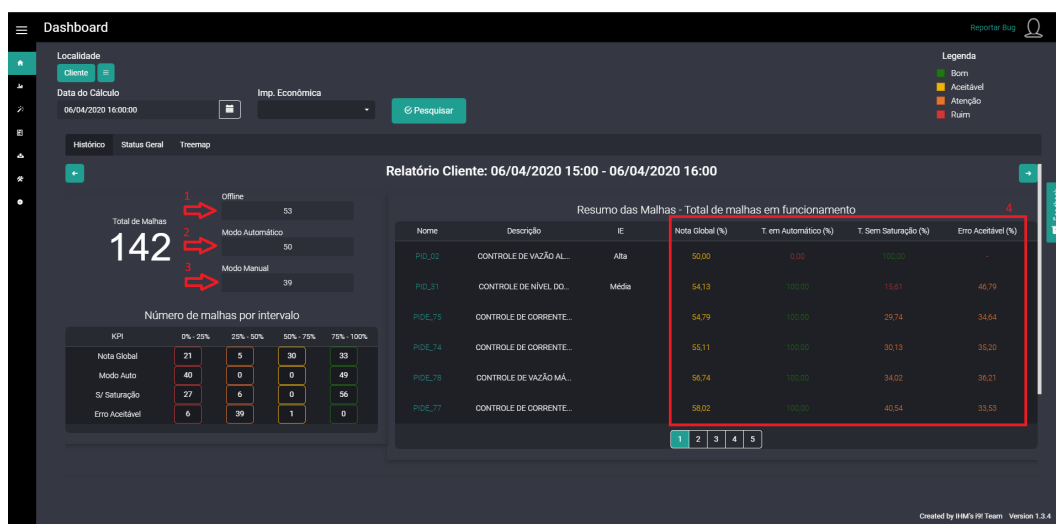 Dashboard
Reportar Bug
Localidade
Cliente
Data do Cálculo
Imp. Econômica
06/04/2020 16:00:00
Pesquisar
Legenda
Bom
Aceitável
Atenção
Ruim
Histórico Status Geral Treemap
Relatório Cliente: 06/04/2020 15:00 - 06/04/2020 16:00
Total de Malhas
142
1
Offline
53
2
Modo Automático
50
3
Modo Manual
39
Número de malhas por intervalo
KPI 0% - 25% 25% - 50% 50% - 75% 75% - 100%
Nota Global 21 5 30 33
Modo Auto 40 0 0 49
S/ Saturação 27 6 0 56
Erro Aceitável 6 39 1 0
Resumo das Malhas - Total de malhas em funcionamento
4
Nome Descrição IE Nota Global (%) T. em Automático (%) T. Sem Saturação (%) Erro Aceitável (%)
PID_02 CONTROLE DE VAZÃO AL... Alta 50,00 0,00 100,00 -
PID_31 CONTROLE DE NÍVEL DO... Média 54,13 100,00 15,61 46,79
PIDE_75 CONTROLE DE CORRENTE... 54,79 100,00 29,74 34,64
PIDE_74 CONTROLE DE CORRENTE... 55,11 100,00 30,13 35,20
PIDE_78 CONTROLE DE VAZÃO MÁ... 56,74 100,00 34,02 36,21
PIDE_77 CONTROLE DE CORRENTE... 58,02 100,00 40,54 33,53
1 2 3 4 5
Created by IHM's i9! Team Version 1.3.4